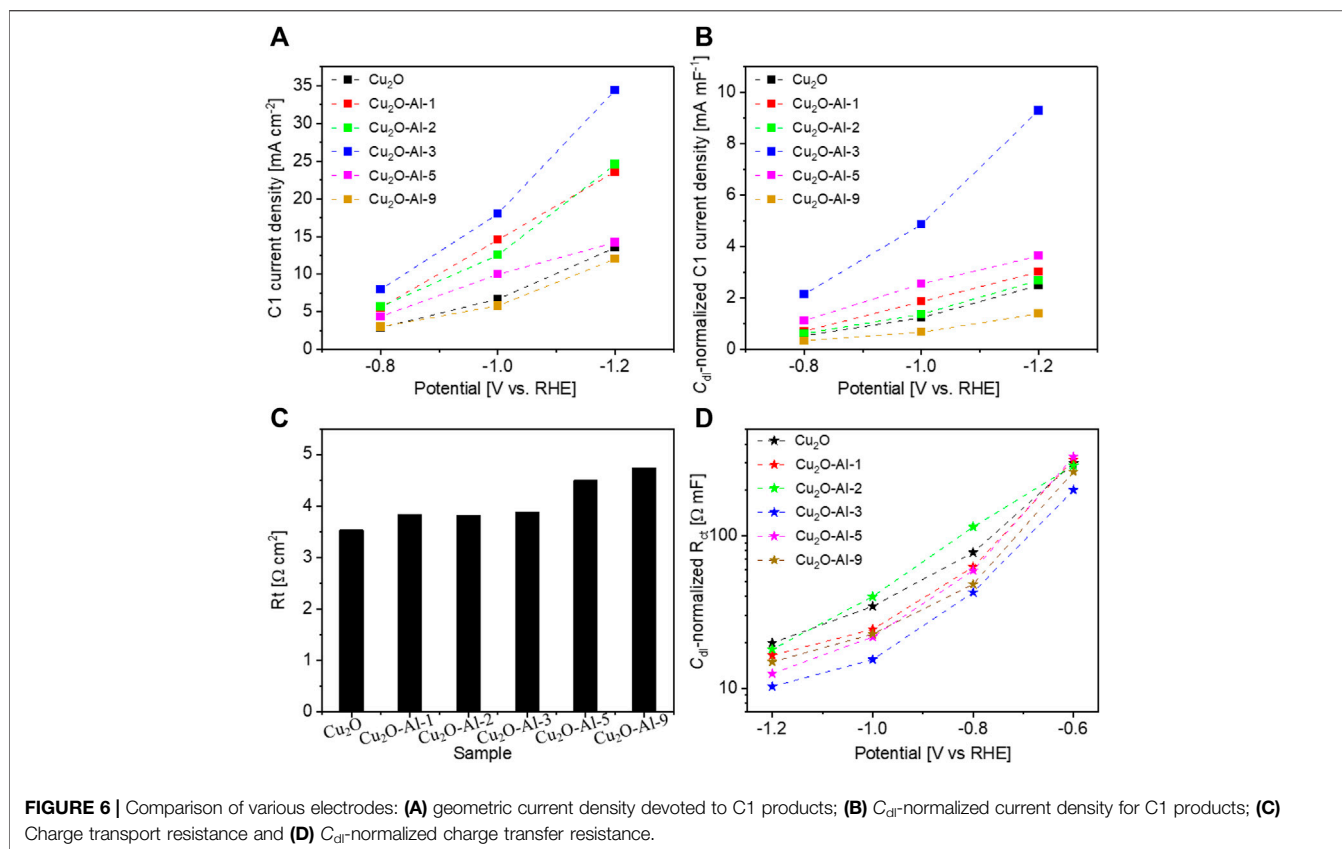 A
C1 current density [mA cm⁻²]
35
30
25
20
15
10
5
0
Cu₂O
Cu₂O-Al-1
Cu₂O-Al-2
Cu₂O-Al-3
Cu₂O-Al-5
Cu₂O-Al-9
-0.8
-1.0
-1.2
Potential [V vs. RHE]
B
C_dl-normalized C1 current density [mA mF⁻¹]
10
8
6
4
2
0
Cu₂O
Cu₂O-Al-1
Cu₂O-Al-2
Cu₂O-Al-3
Cu₂O-Al-5
Cu₂O-Al-9
-0.8
-1.0
-1.2
Potential [V vs. RHE]
C
Rt [Ω cm²]
5
4
3
2
1
0
Cu₂O
Cu₂O-Al-1
Cu₂O-Al-2
Cu₂O-Al-3
Cu₂O-Al-5
Cu₂O-Al-9
Sample
D
C_dl-normalized R_ct [Ω mF]
100
10
Cu₂O
Cu₂O-Al-1
Cu₂O-Al-2
Cu₂O-Al-3
Cu₂O-Al-5
Cu₂O-Al-9
-1.2
-1.0
-0.8
-0.6
Potential [V vs RHE]
FIGURE 6 | Comparison of various electrodes: (A) geometric current density devoted to C1 products; (B) C_dl-normalized current density for C1 products; (C)
Charge transport resistance and (D) C_dl-normalized charge transfer resistance.